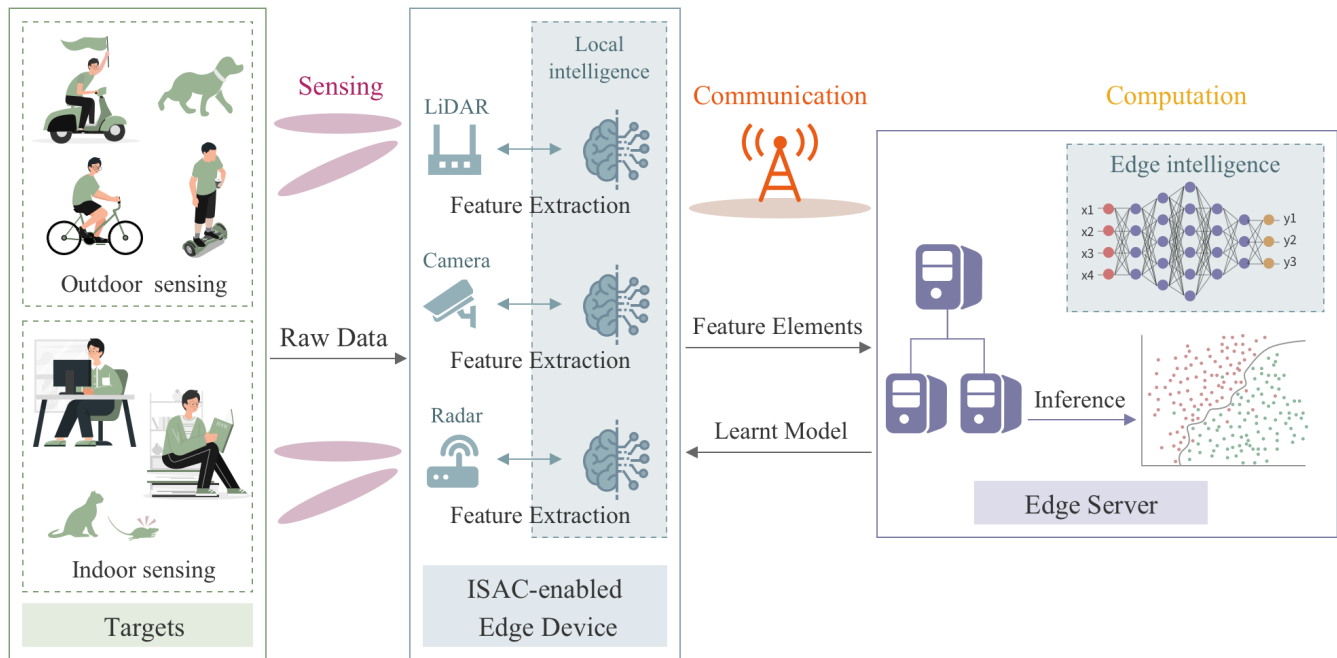 Outdoor sensing
Indoor sensing
Targets
Sensing
Raw Data
Local
intelligence
LiDAR
Feature Extraction
Camera
Feature Extraction
Radar
Feature Extraction
ISAC-enabled
Edge Device
Communication
Feature Elements
Learnt Model
Computation
Edge intelligence
x1
x2
x3
x4
y1
y2
y3
Inference
Edge Server